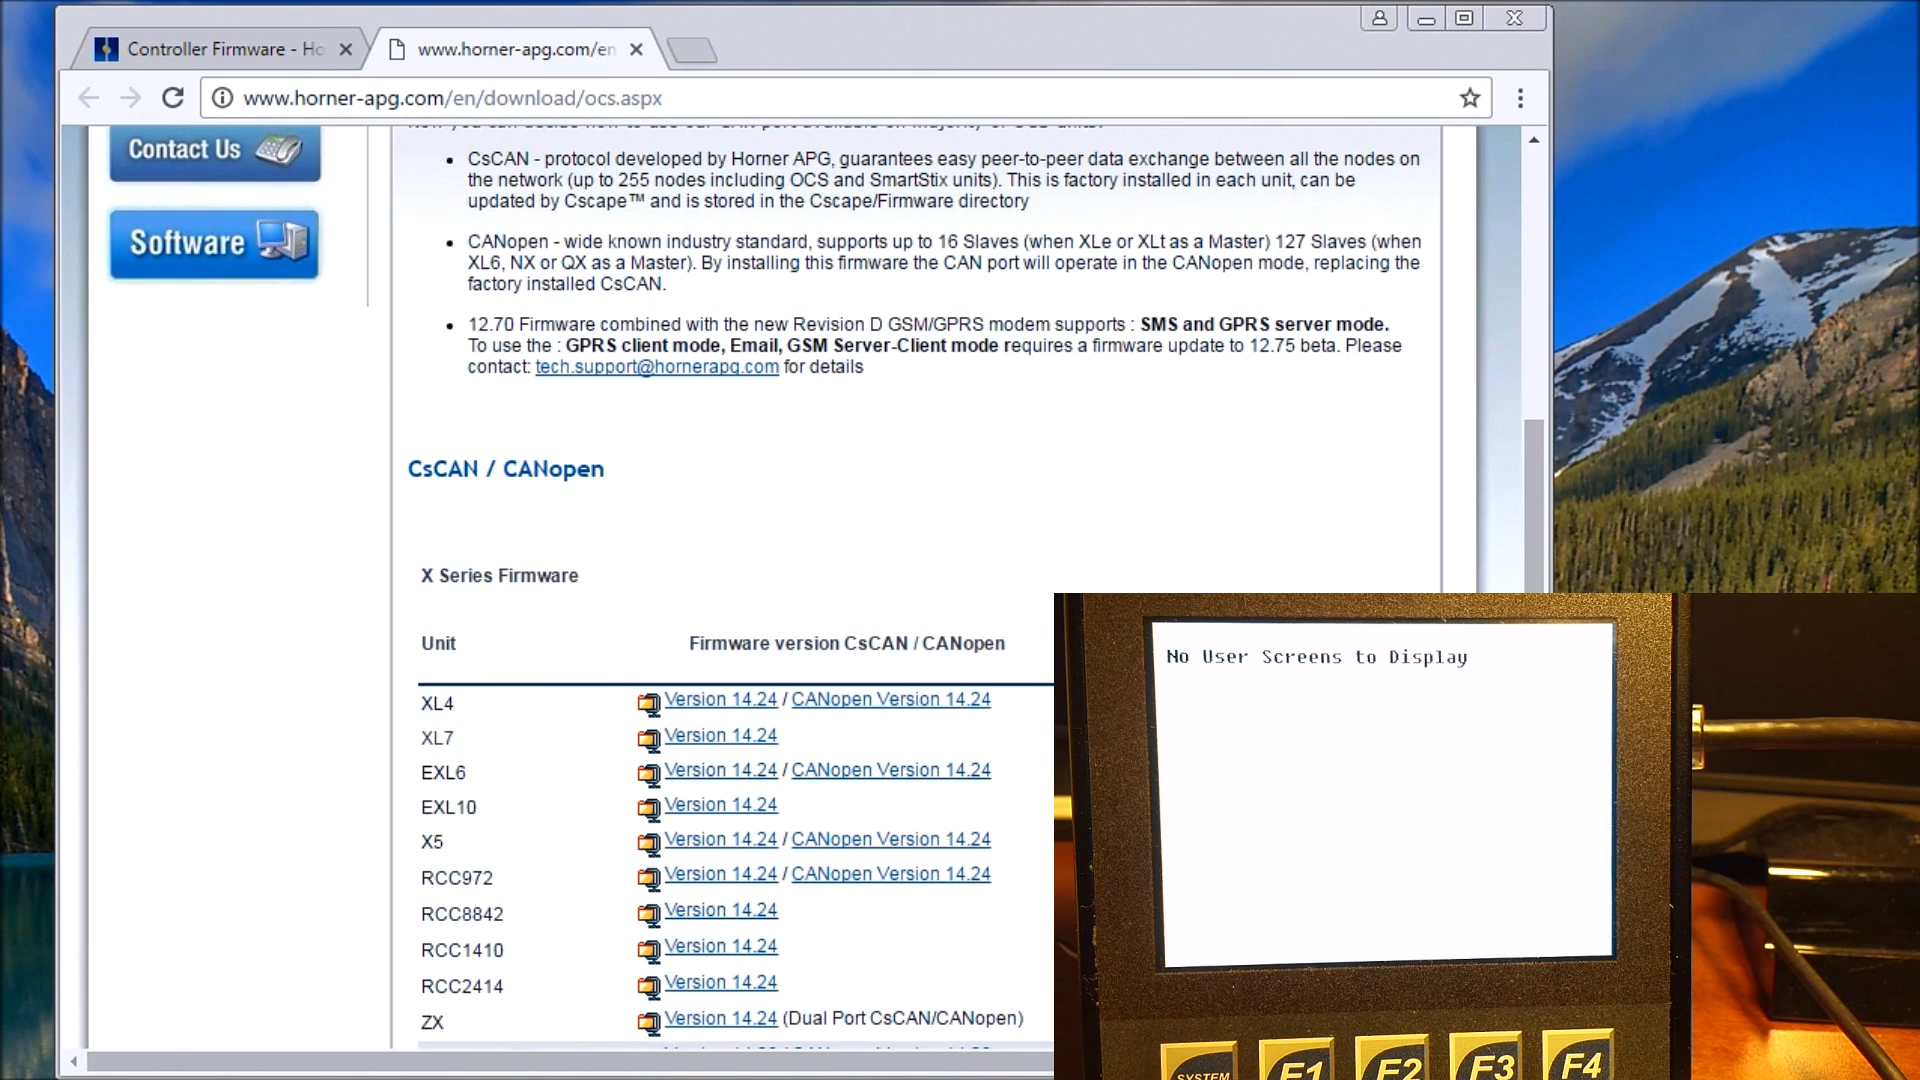 Controller Firmware - Ho
www.horner-apg.com/en
www.horner-apg.com/en/download/ocs.aspx
Contact Us
Software
CsCAN - protocol developed by Horner APG, guarantees easy peer-to-peer data exchange between all the nodes on
the network (up to 255 nodes including OCS and SmartStix units). This is factory installed in each unit, can be
updated by Cscape™ and is stored in the Cscape/Firmware directory
CANopen - wide known industry standard, supports up to 16 Slaves (when XLe or XLt as a Master) 127 Slaves (when
XL6, NX or QX as a Master). By installing this firmware the CAN port will operate in the CANopen mode, replacing the
factory installed CsCAN.
12.70 Firmware combined with the new Revision D GSM/GPRS modem supports : SMS and GPRS server mode.
To use the : GPRS client mode, Email, GSM Server-Client mode requires a firmware update to 12.75 beta. Please
contact: tech.support@hornerapg.com for details
CsCAN / CANopen
X Series Firmware
Unit Firmware version CsCAN / CANopen
XL4 Version 14.24 / CANopen Version 14.24
XL7 Version 14.24
EXL6 Version 14.24 / CANopen Version 14.24
EXL10 Version 14.24
X5 Version 14.24 / CANopen Version 14.24
RCC972 Version 14.24 / CANopen Version 14.24
RCC8842 Version 14.24
RCC1410 Version 14.24
RCC2414 Version 14.24
ZX Version 14.24 (Dual Port CsCAN/CANopen)
No User Screens to Display
SYSTEM F1 F2 F3 F4